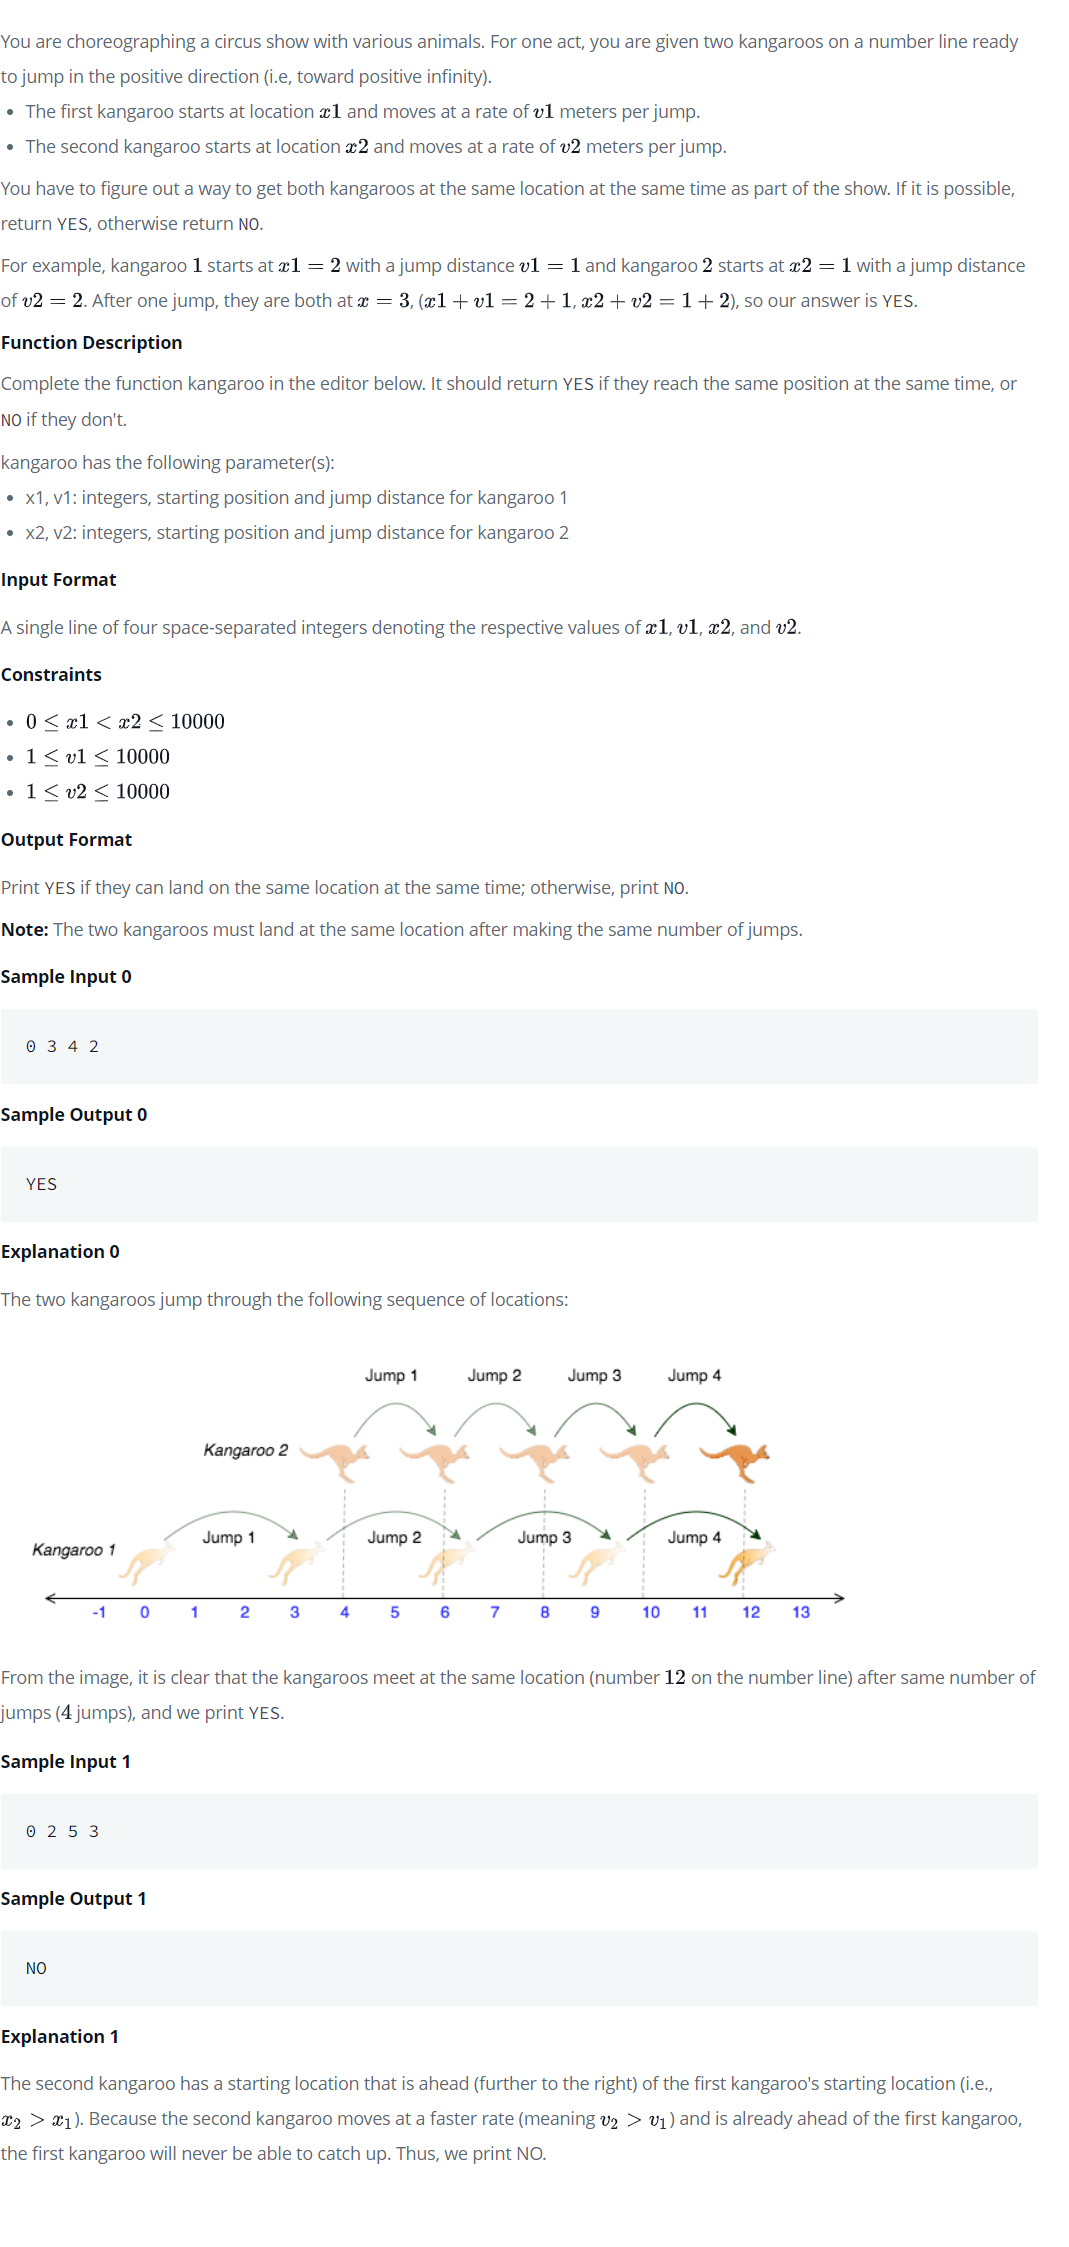 You are choreographing a circus show with various animals. For one act, you are given two kangaroos on a number line ready
to jump in the positive direction (i.e, toward positive infinity).
• The first kangaroo starts at location x1 and moves at a rate of v1 meters per jump.
• The second kangaroo starts at location x2 and moves at a rate of v2 meters per jump.
You have to figure out a way to get both kangaroos at the same location at the same time as part of the show. If it is possible,
return YES, otherwise return NO.
For example, kangaroo 1 starts at x1 = 2 with a jump distance v1 = 1 and kangaroo 2 starts at x2 = 1 with a jump distance
of v2 = 2. After one jump, they are both at x = 3, (x1 + v1 = 2 + 1, x2 + v2 = 1 + 2), so our answer is YES.
Function Description
Complete the function kangaroo in the editor below. It should return YES if they reach the same position at the same time, or
NO if they don't.
kangaroo has the following parameter(s):
• x1, v1: integers, starting position and jump distance for kangaroo 1
• x2, v2: integers, starting position and jump distance for kangaroo 2
Input Format
A single line of four space-separated integers denoting the respective values of x1, v1, x2, and v2.
Constraints
• 0 ≤ x1 < x2 ≤ 10000
• 1 ≤ v1 ≤ 10000
• 1 ≤ v2 ≤ 10000
Output Format
Print YES if they can land on the same location at the same time; otherwise, print NO.
Note: The two kangaroos must land at the same location after making the same number of jumps.
Sample Input 0
0 3 4 2
Sample Output 0
YES
Explanation 0
The two kangaroos jump through the following sequence of locations:
Jump 1 Jump 2 Jump 3 Jump 4
Kangaroo 2
Jump 1 Jump 2 Jump 3 Jump 4
Kangaroo 1
-1 0 1 2 3 4 5 6 7 8 9 10 11 12 13
From the image, it is clear that the kangaroos meet at the same location (number 12 on the number line) after same number of
jumps (4 jumps), and we print YES.
Sample Input 1
0 2 5 3
Sample Output 1
NO
Explanation 1
The second kangaroo has a starting location that is ahead (further to the right) of the first kangaroo's starting location (i.e.,
x₂ > x₁). Because the second kangaroo moves at a faster rate (meaning v₂ > v₁) and is already ahead of the first kangaroo,
the first kangaroo will never be able to catch up. Thus, we print NO.